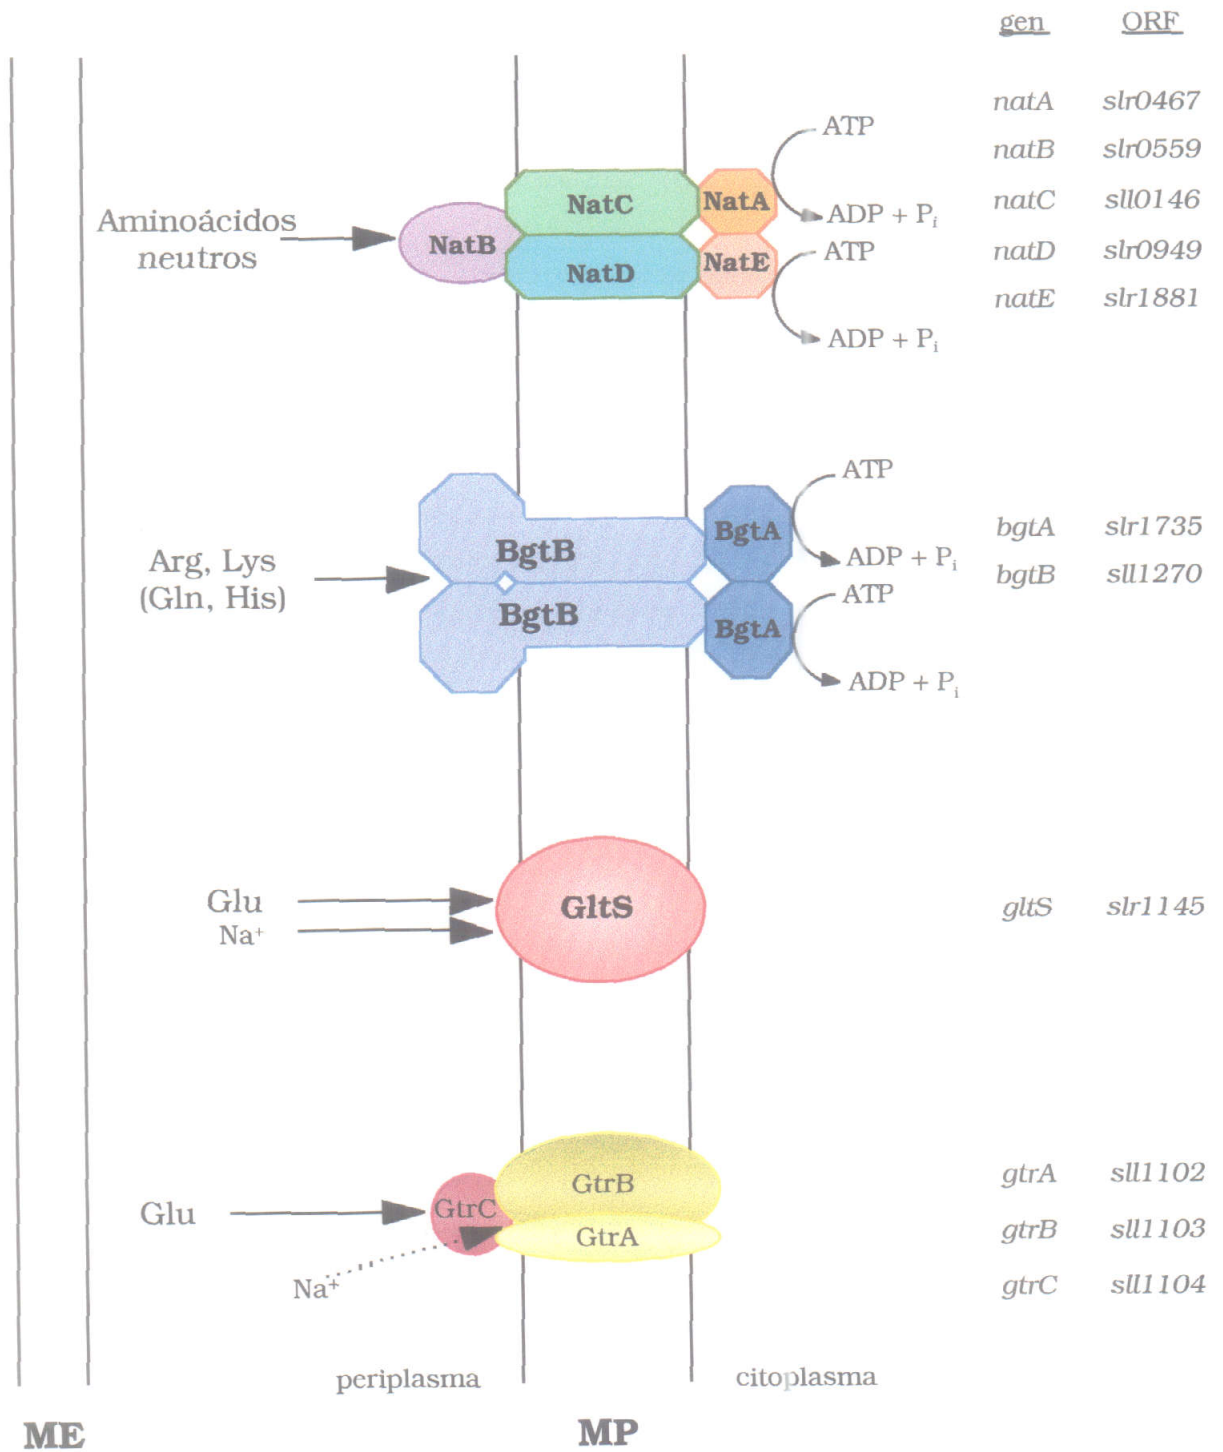 gen ORF
natA slr0467
ATP
natB slr0559
NatC NatA
natC sll0146
Aminoácidos
neutros
ADP + Pi
NatB
natD slr0949
NatD NatE
ATP
natE slr1881
ADP + Pi
ATP
bgtA slr1735
BgtB BgtA
Arg, Lys
(Gln, His)
ADP + Pi
bgtB sll1270
ATP
BgtB BgtA
ADP + Pi
Glu
Na⁺
GltS
gltS slr1145
gtrA sll1102
GtrB
Glu
GtrC
gtrB sll1103
GtrA
Na⁺
gtrC sll1104
periplasma citoplasma
ME MP